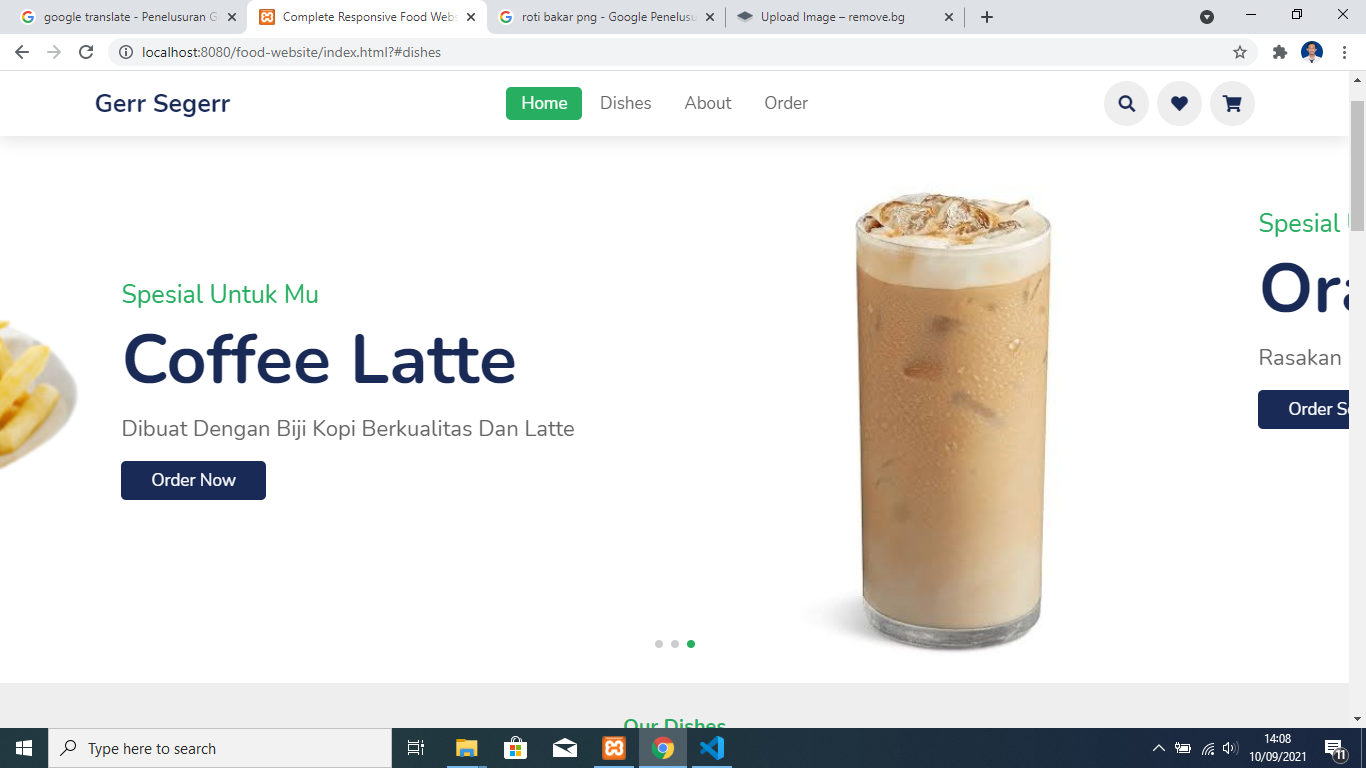 google translate - Penelusuran G
Complete Responsive Food Webs
roti bakar png - Google Penelusu
Upload Image – remove.bg
localhost:8080/food-website/index.html?#dishes
Gerr Segerr
Home
Dishes
About
Order
Spesial Untuk Mu
Coffee Latte
Dibuat Dengan Biji Kopi Berkualitas Dan Latte
Order Now
Spesial
Ora
Rasakan
Order Se
Our Dishes
Type here to search
14:08
10/09/2021
11